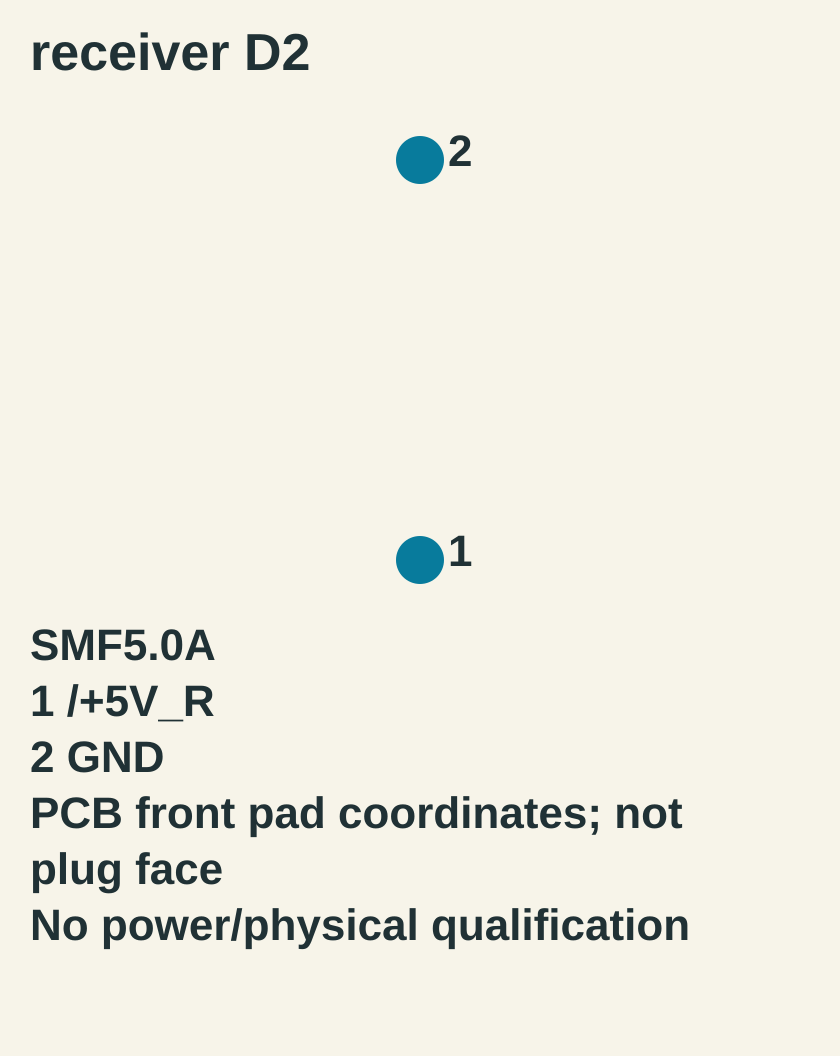 receiver D2
2
1
SMF5.0A
1 /+5V_R
2 GND
PCB front pad coordinates; not
plug face
No power/physical qualification